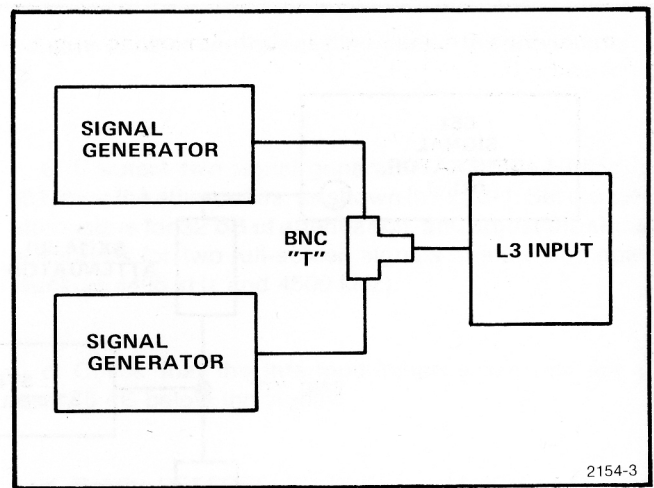 SIGNAL
GENERATOR
BNC
"T"
L3 INPUT
SIGNAL
GENERATOR
2154-3